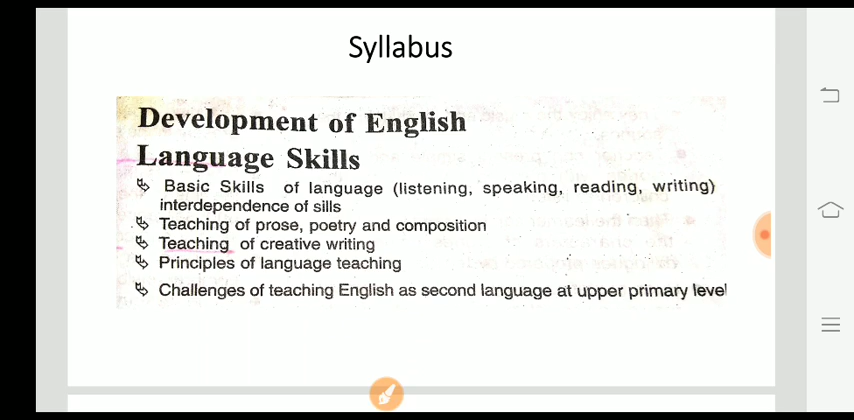 Syllabus
Development of English
Language Skills
Basic Skills of language (listening, speaking, reading, writing)
interdependence of sills
Teaching of prose, poetry and composition
Teaching of creative writing
Principles of language teaching
Challenges of teaching English as second language at upper primary level